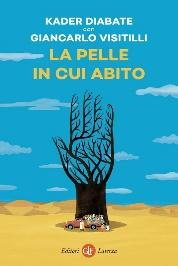 KADER DIABATE
con
GIANCARLO VISITILLI
LA PELLE
IN CUI ABITO
Editori Laterza